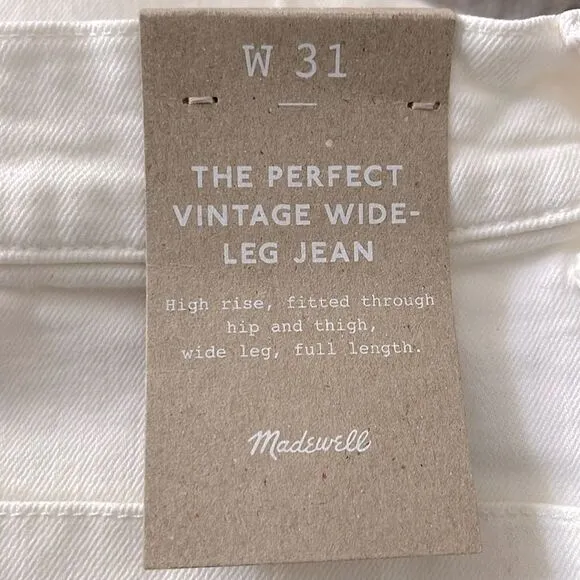 W 31
THE PERFECT
VINTAGE WIDE-
LEG JEAN
High rise, fitted through
hip and thigh,
wide leg, full length.
Madewell